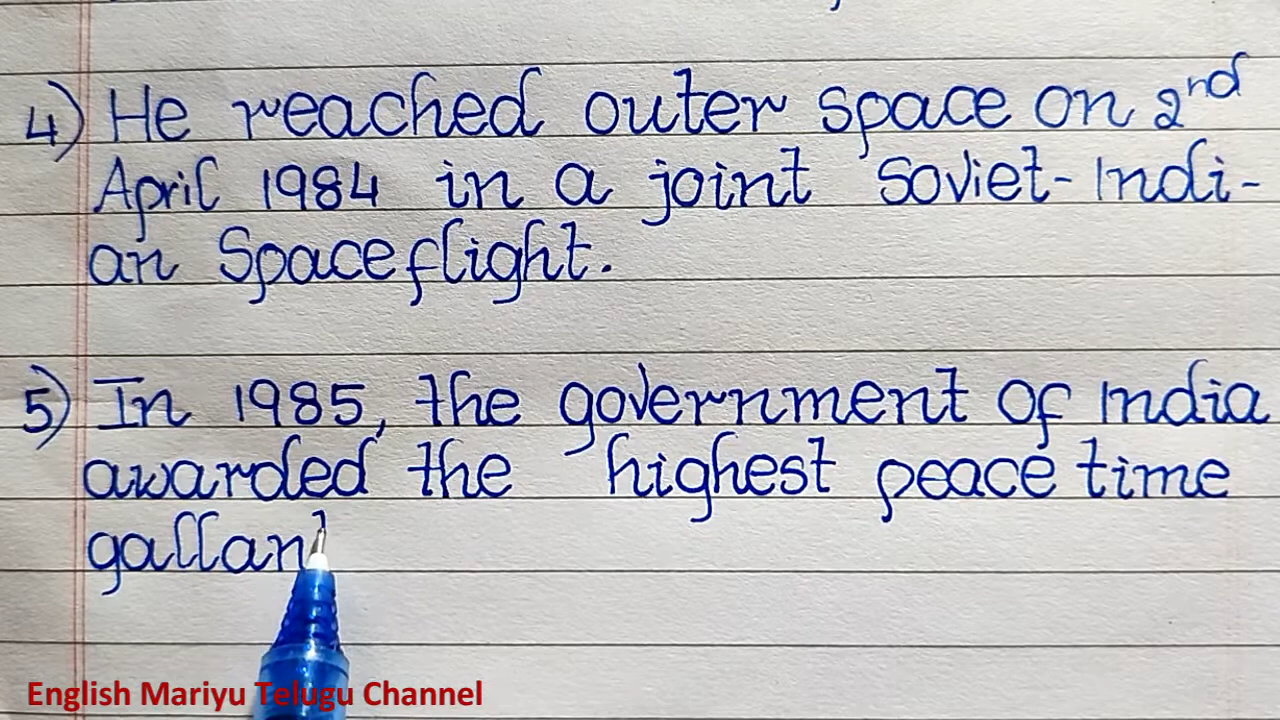 4) He reached outer space on 2nd
April 1984 in a joint Soviet-Indi-
an Spaceflight.
5) In 1985, the government of India
awarded the highest peace time
gallan
English Mariyu Telugu Channel